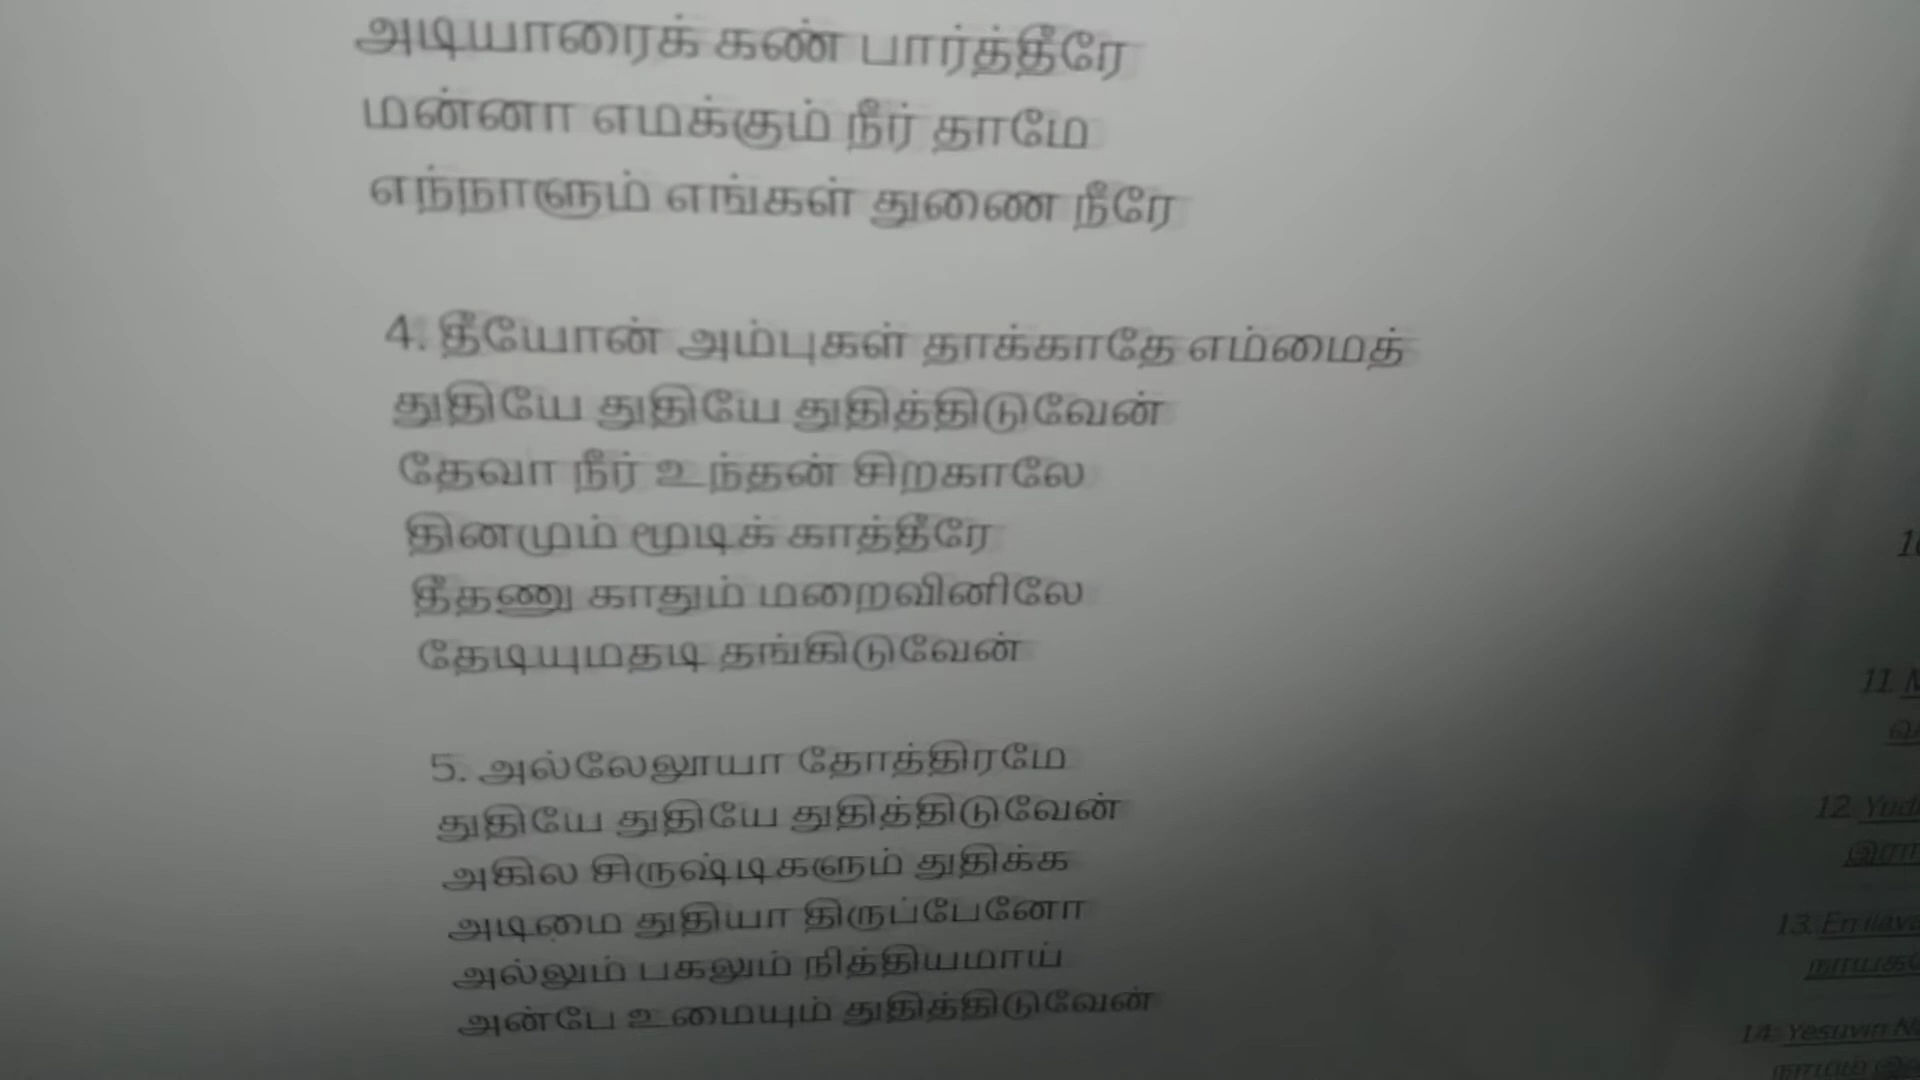 அடியாரைக் கண் பார்த்தீரே
மன்னா எமக்கும் நீர் தாமே
எந்நாளும் எங்கள் துணை நீரே
4. தீயோன் அம்புகள் தாக்காதே எம்மைத்
துதியே துதியே துதித்திடுவேன்
தேவா நீர் உந்தன் சிறகாலே
தினமும் மூடிக் காத்தீரே
தீதணு காதும் மறைவினிலே
தேடியுமதடி தங்கிடுவேன்
5. அல்லேலூயா தோத்திரமே
துதியே துதியே துதித்திடுவேன்
அகில சிருஷ்டிகளும் துதிக்க
அடிமை துதியா திருப்பேனோ
அல்லும் பகலும் நித்தியமாய்
அன்பே உமையும் துதித்திடுவேன்
11.
12.
13.
14. Yesuvin